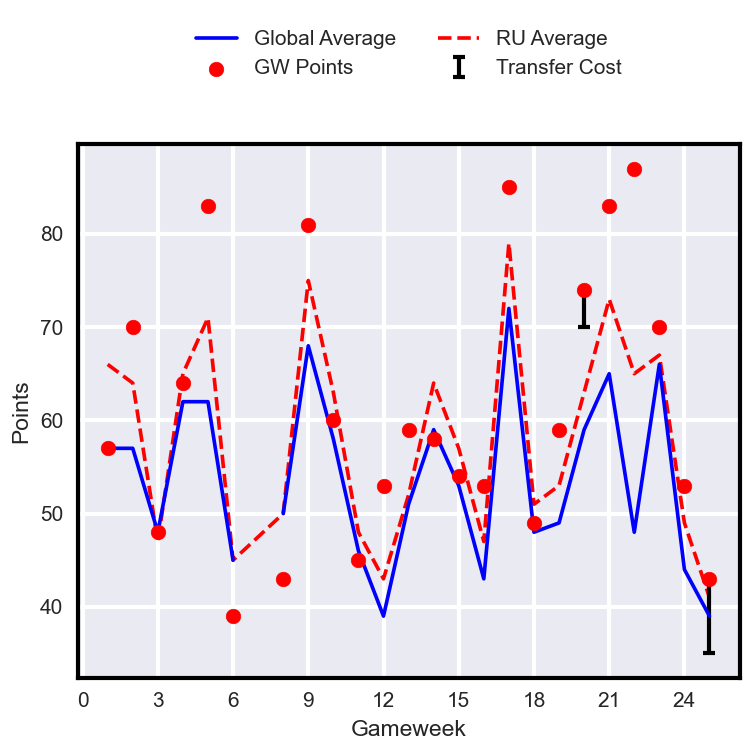 Global Average RU Average
GW Points Transfer Cost
Points
80
70
60
50
40
0 3 6 9 12 15 18 21 24
Gameweek